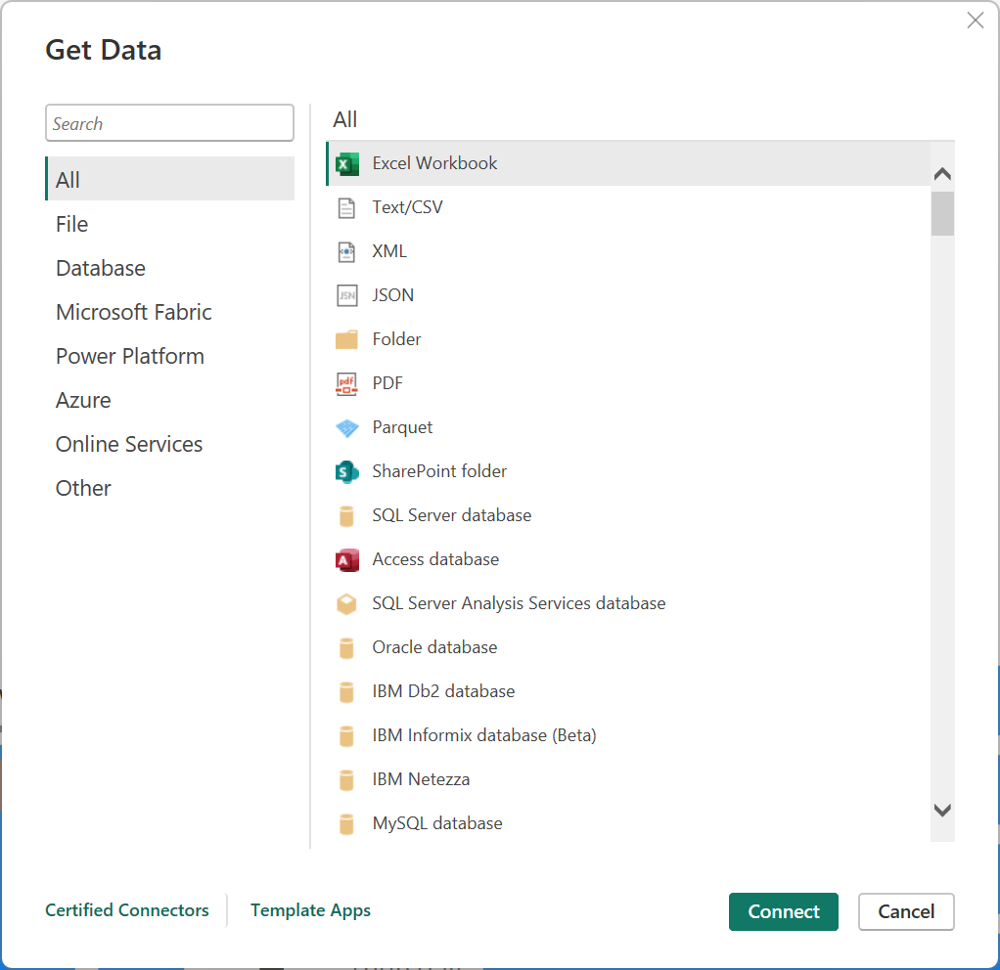 Get Data
Search
All
File
Database
Microsoft Fabric
Power Platform
Azure
Online Services
Other
All
Excel Workbook
Text/CSV
XML
JSN JSON
Folder
pdf PDF
Parquet
S SharePoint folder
SQL Server database
A Access database
SQL Server Analysis Services database
Oracle database
IBM Db2 database
IBM Informix database (Beta)
IBM Netezza
MySQL database
Certified Connectors
Template Apps
Connect
Cancel